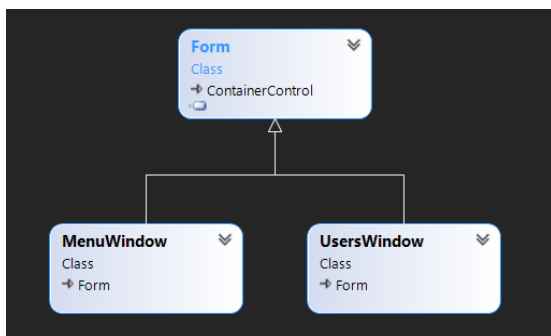 Form
Class
ContainerControl
MenuWindow
Class
Form
UsersWindow
Class
Form